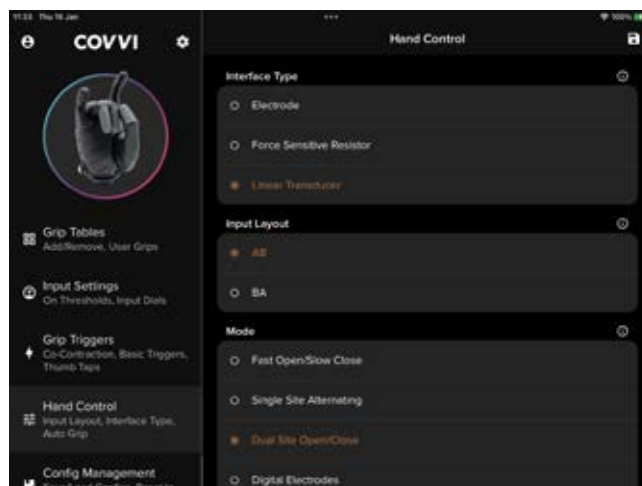 11:33 Thu 16 Jan
100%
COVVI
Hand Control
Grip Tables
Add/Remove, User Grips
Input Settings
On Thresholds, Input Dials
Grip Triggers
Co-Contraction, Basic Triggers,
Thumb Taps
Hand Control
Input Layout, Interface Type,
Auto Grip
Config Management
Interface Type
Electrode
Force Sensitive Resistor
Linear Transducer
Input Layout
AB
BA
Mode
Fast Open/Slow Close
Single Site Alternating
Dual Site Open/Close
Digital Electrodes